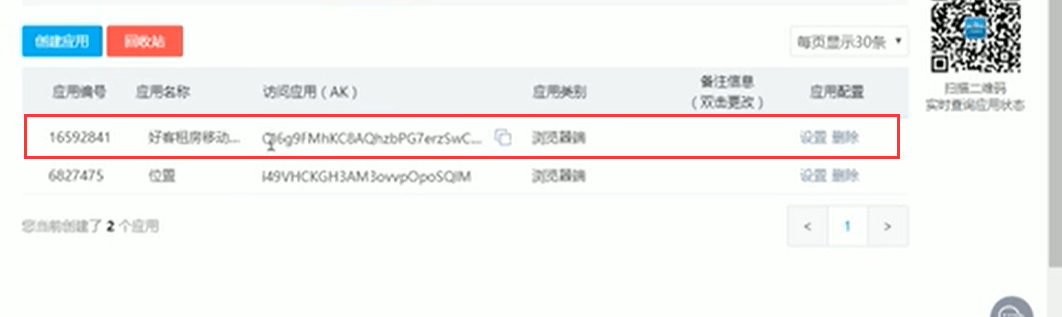 创建应用 回收站 每页显示30条
应用编号 应用名称 访问应用（AK） 应用类别 备注信息（双击更改） 应用配置
16592841 好客租房移动... 浏览器端 设置 删除
6827475 位置 i49VHCKGH3AM3ovvpOpoSQlM 浏览器端 设置 删除
您当前创建了 2 个应用 < 1 >
扫描二维码
实时查询应用状态